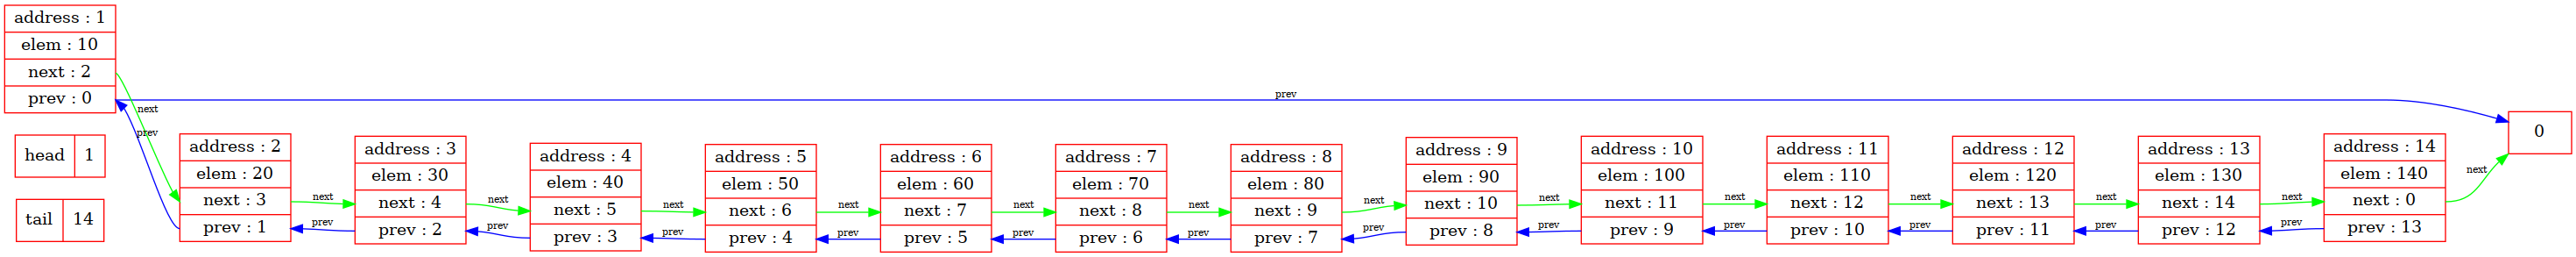 address : 1
elem : 10
next : 2
prev : 0
next
prev
prev
head 1
tail 14
address : 2
elem : 20
next : 3
prev : 1
next
prev
address : 3
elem : 30
next : 4
prev : 2
next
prev
address : 4
elem : 40
next : 5
prev : 3
next
prev
address : 5
elem : 50
next : 6
prev : 4
next
prev
address : 6
elem : 60
next : 7
prev : 5
next
prev
address : 7
elem : 70
next : 8
prev : 6
next
prev
address : 8
elem : 80
next : 9
prev : 7
next
prev
address : 9
elem : 90
next : 10
prev : 8
next
prev
address : 10
elem : 100
next : 11
prev : 9
next
prev
address : 11
elem : 110
next : 12
prev : 10
next
prev
address : 12
elem : 120
next : 13
prev : 11
next
prev
address : 13
elem : 130
next : 14
prev : 12
next
prev
address : 14
elem : 140
next : 0
prev : 13
next
0